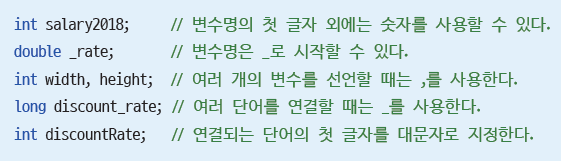 int salary2018; // 변수명의 첫 글자 외에는 숫자를 사용할 수 있다.
double _rate; // 변수명은 _로 시작할 수 있다.
int width, height; // 여러 개의 변수를 선언할 때는 ,를 사용한다.
long discount_rate; // 여러 단어를 연결할 때는 _를 사용한다.
int discountRate; // 연결되는 단어의 첫 글자를 대문자로 지정한다.